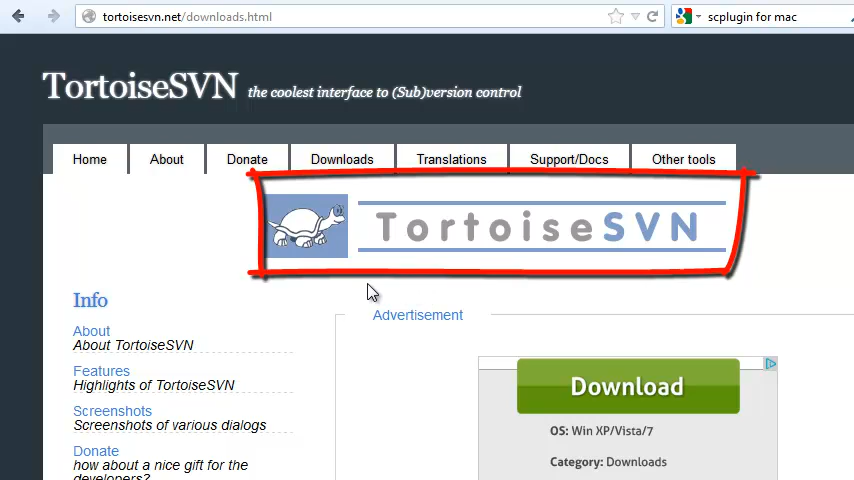 tortoisesvn.net/downloads.html
scplugin for mac
TortoiseSVN the coolest interface to (Sub)version control
Home About Donate Downloads Translations Support/Docs Other tools
TortoiseSVN
Info
About
About TortoiseSVN
Features
Highlights of TortoiseSVN
Screenshots
Screenshots of various dialogs
Donate
how about a nice gift for the
developers?
Advertisement
Download
OS: Win XP/Vista/7
Category: Downloads